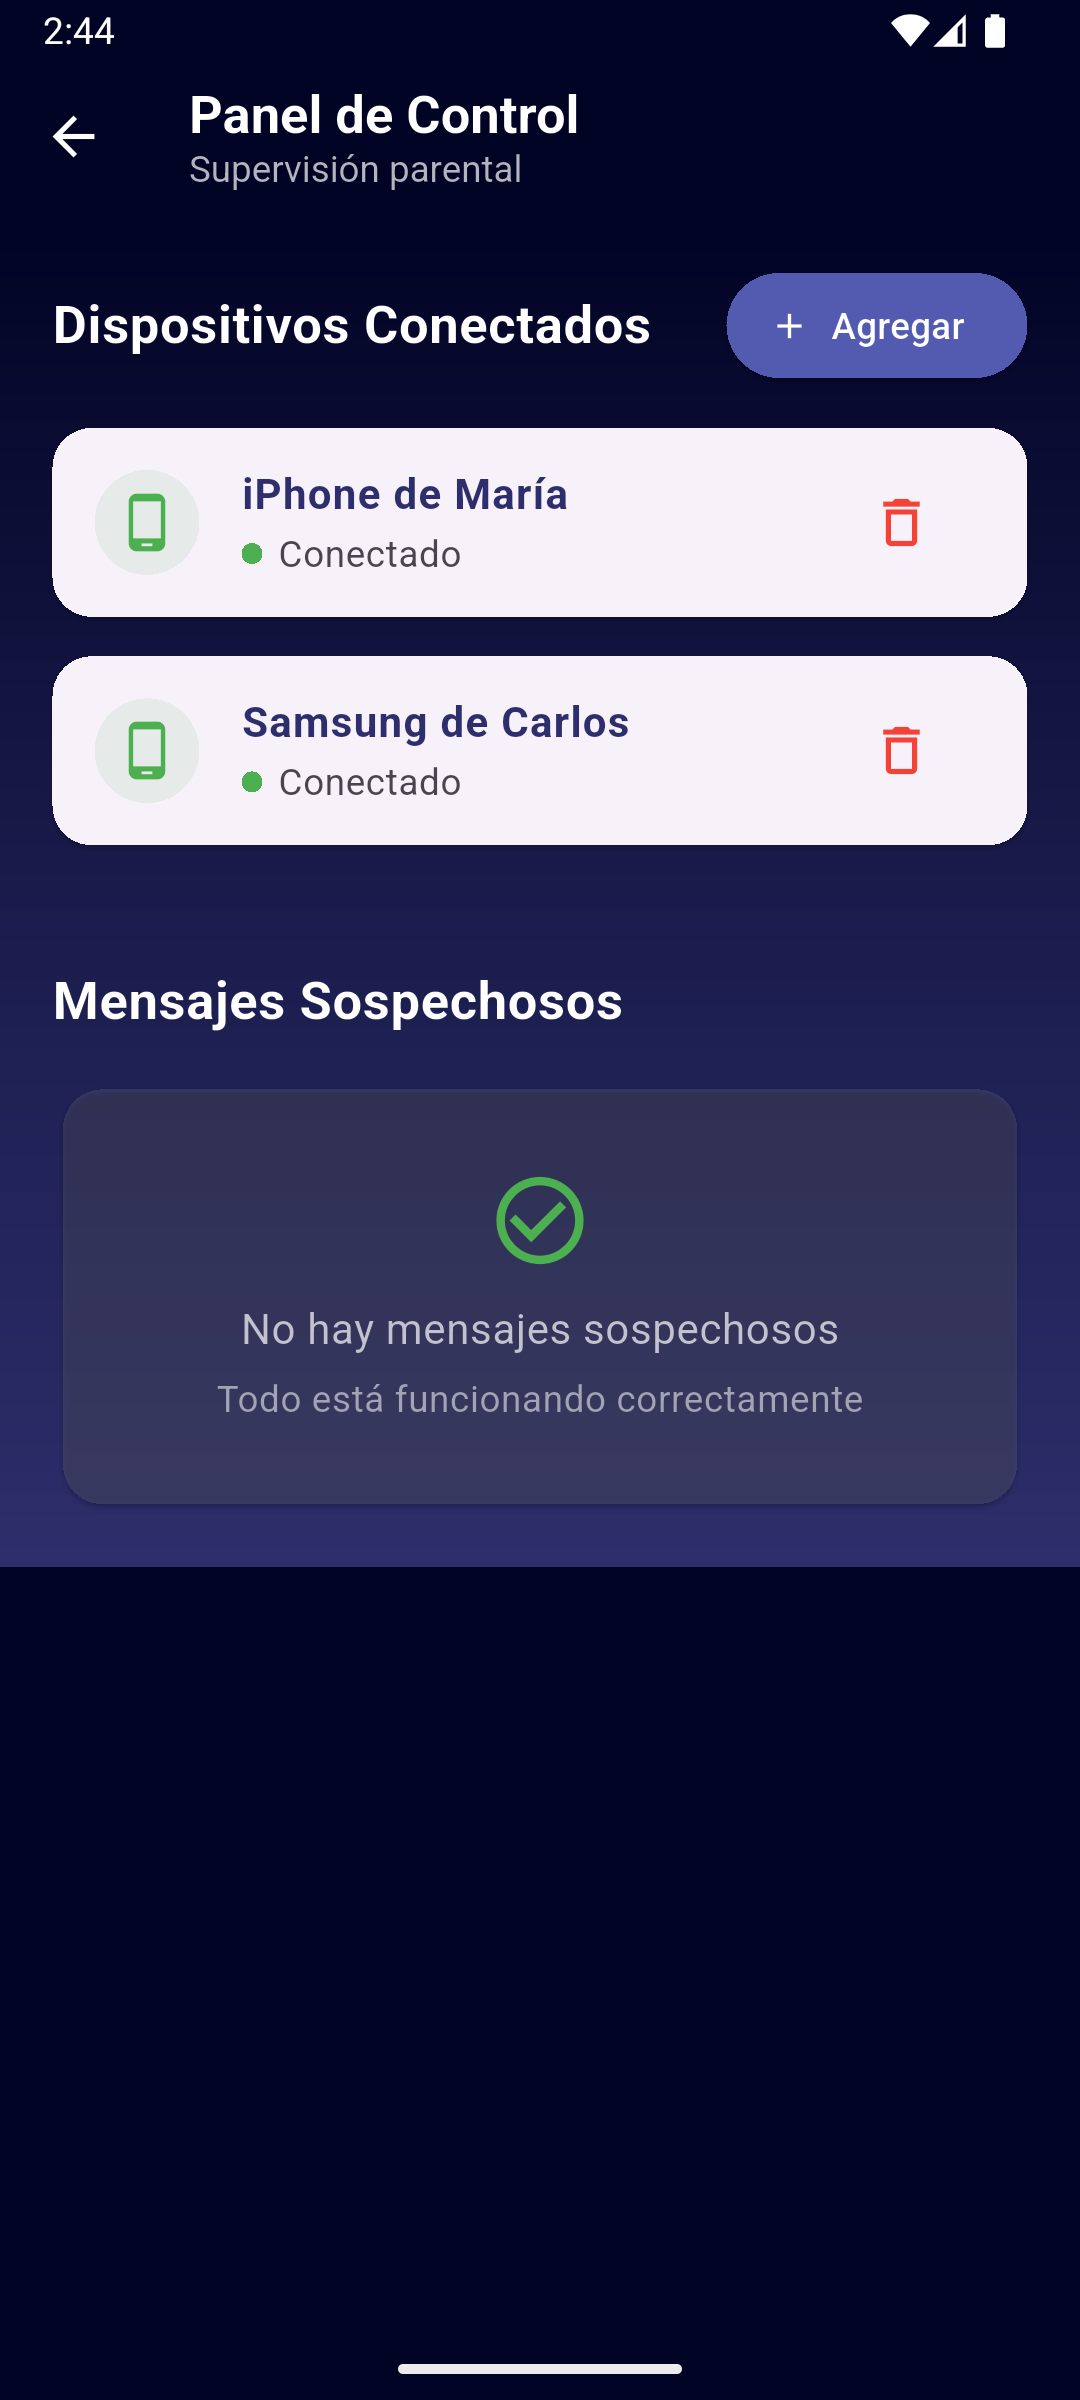 2:44
Panel de Control
Supervisión parental
Dispositivos Conectados
Agregar
iPhone de María
Conectado
Samsung de Carlos
Conectado
Mensajes Sospechosos
No hay mensajes sospechosos
Todo está funcionando correctamente